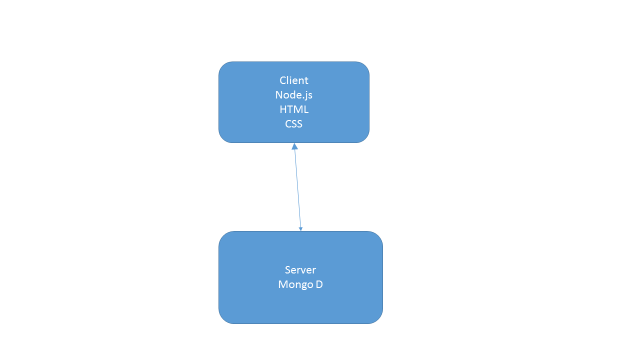 Client
Node.js
HTML
CSS
Server
Mongo D